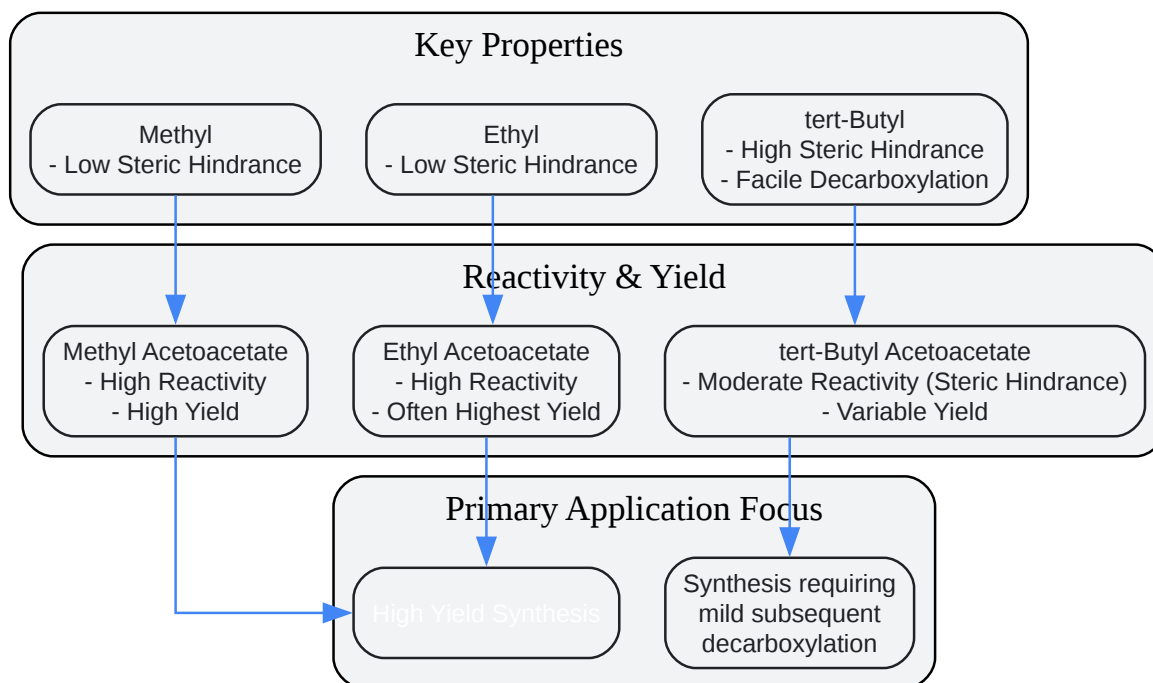 Key Properties
Methyl
- Low Steric Hindrance
Ethyl
- Low Steric Hindrance
tert-Butyl
- High Steric Hindrance
- Facile Decarboxylation
Reactivity & Yield
Methyl Acetoacetate
- High Reactivity
- High Yield
Ethyl Acetoacetate
- High Reactivity
- Often Highest Yield
tert-Butyl Acetoacetate
- Moderate Reactivity (Steric Hindrance)
- Variable Yield
Primary Application Focus
High Yield Synthesis
Synthesis requiring
mild subsequent
decarboxylation